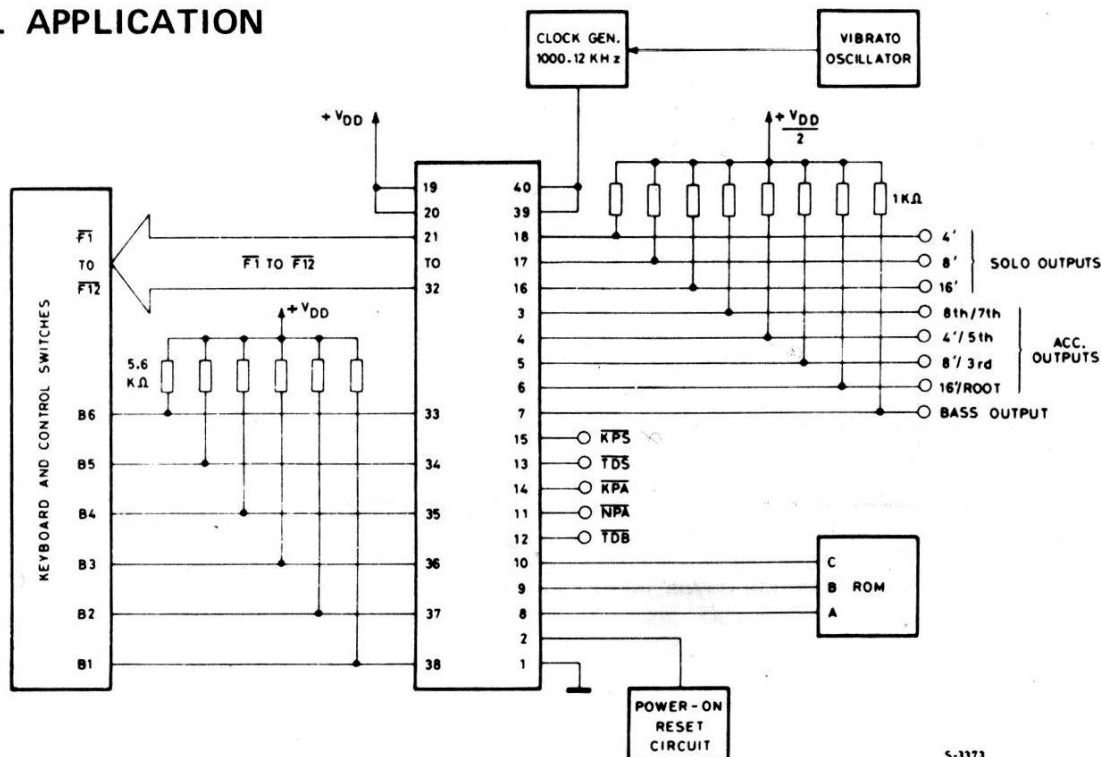 . APPLICATION
CLOCK GEN.
1000.12 KHz
VIBRATO
OSCILLATOR
+ VDD
+ VDD
2
19
20
21
TO
32
33
34
35
36
37
38
40
39
18
17
16
3
4
5
6
7
15
13
14
11
12
10
9
8
2
1
1KΩ
F1
TO
F12
F1 TO F12
+ VDD
5.6
KΩ
KEYBOARD AND CONTROL SWITCHES
B6
B5
B4
B3
B2
B1
4'
8'
16'
SOLO OUTPUTS
8th/7th
4'/5th
8'/3rd
16'/ROOT
ACC.
OUTPUTS
BASS OUTPUT
KPS
TDS
KPA
NPA
TDB
C
B ROM
A
POWER-ON
RESET
CIRCUIT
S-3373